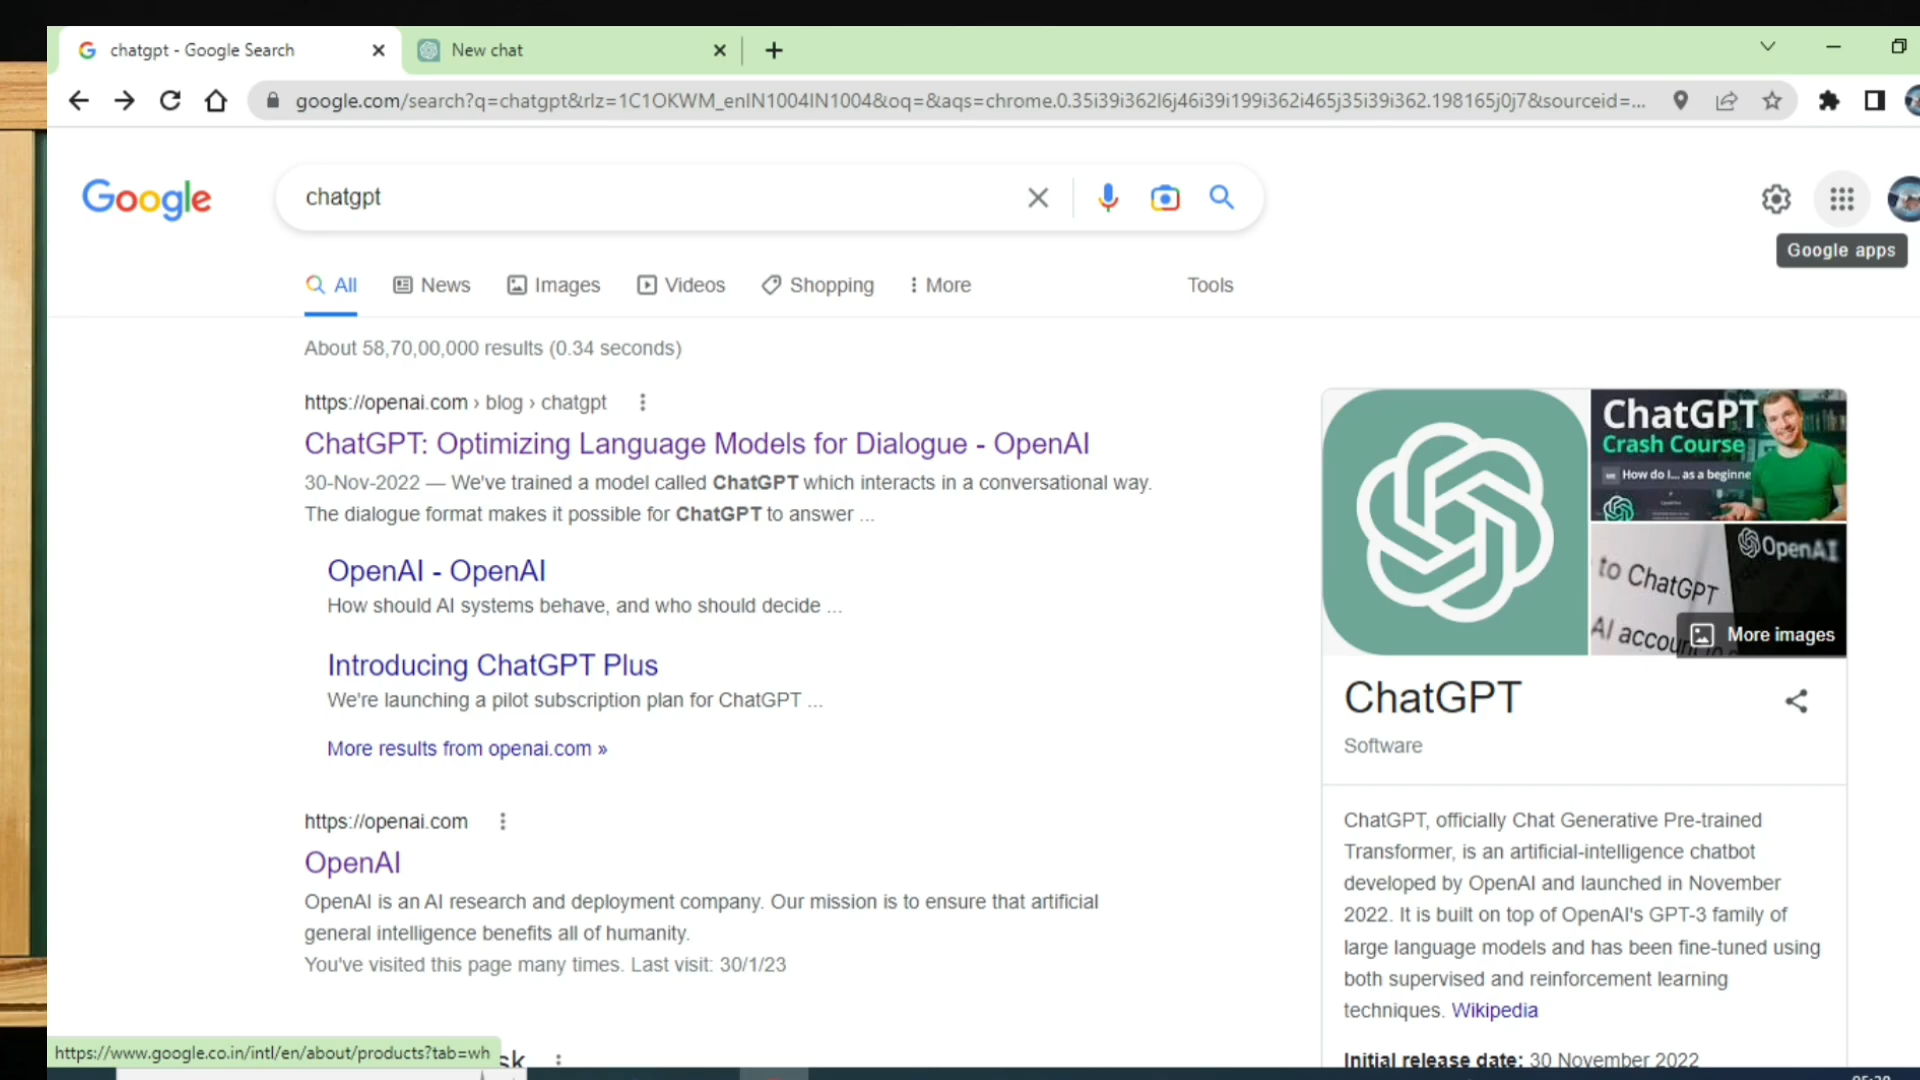 chatgpt - Google Search
New chat
google.com/search?q=chatgpt&rlz=1C1OKWM_enIN1004IN1004&oq=&aqs=chrome.0.35i39i362l6j46i39i199i362i465j35i39i362.198165j0j7&sourceid=...
Google
chatgpt
Google apps
All News Images Videos Shopping More Tools
About 58,70,00,000 results (0.34 seconds)
https://openai.com › blog › chatgpt
ChatGPT: Optimizing Language Models for Dialogue - OpenAI
30-Nov-2022 — We've trained a model called ChatGPT which interacts in a conversational way.
The dialogue format makes it possible for ChatGPT to answer ...
OpenAI - OpenAI
How should AI systems behave, and who should decide ...
Introducing ChatGPT Plus
We're launching a pilot subscription plan for ChatGPT ...
More results from openai.com »
https://openai.com
OpenAI
OpenAI is an AI research and deployment company. Our mission is to ensure that artificial
general intelligence benefits all of humanity.
You've visited this page many times. Last visit: 30/1/23
https://www.google.co.in/intl/en/about/products?tab=wh
ChatGPT
Crash Course
How do I... as a beginne
OpenAI
to ChatGPT
AI accoun
More images
ChatGPT
Software
ChatGPT, officially Chat Generative Pre-trained
Transformer, is an artificial-intelligence chatbot
developed by OpenAI and launched in November
2022. It is built on top of OpenAI's GPT-3 family of
large language models and has been fine-tuned using
both supervised and reinforcement learning
techniques. Wikipedia
Initial release date: 30 November 2022